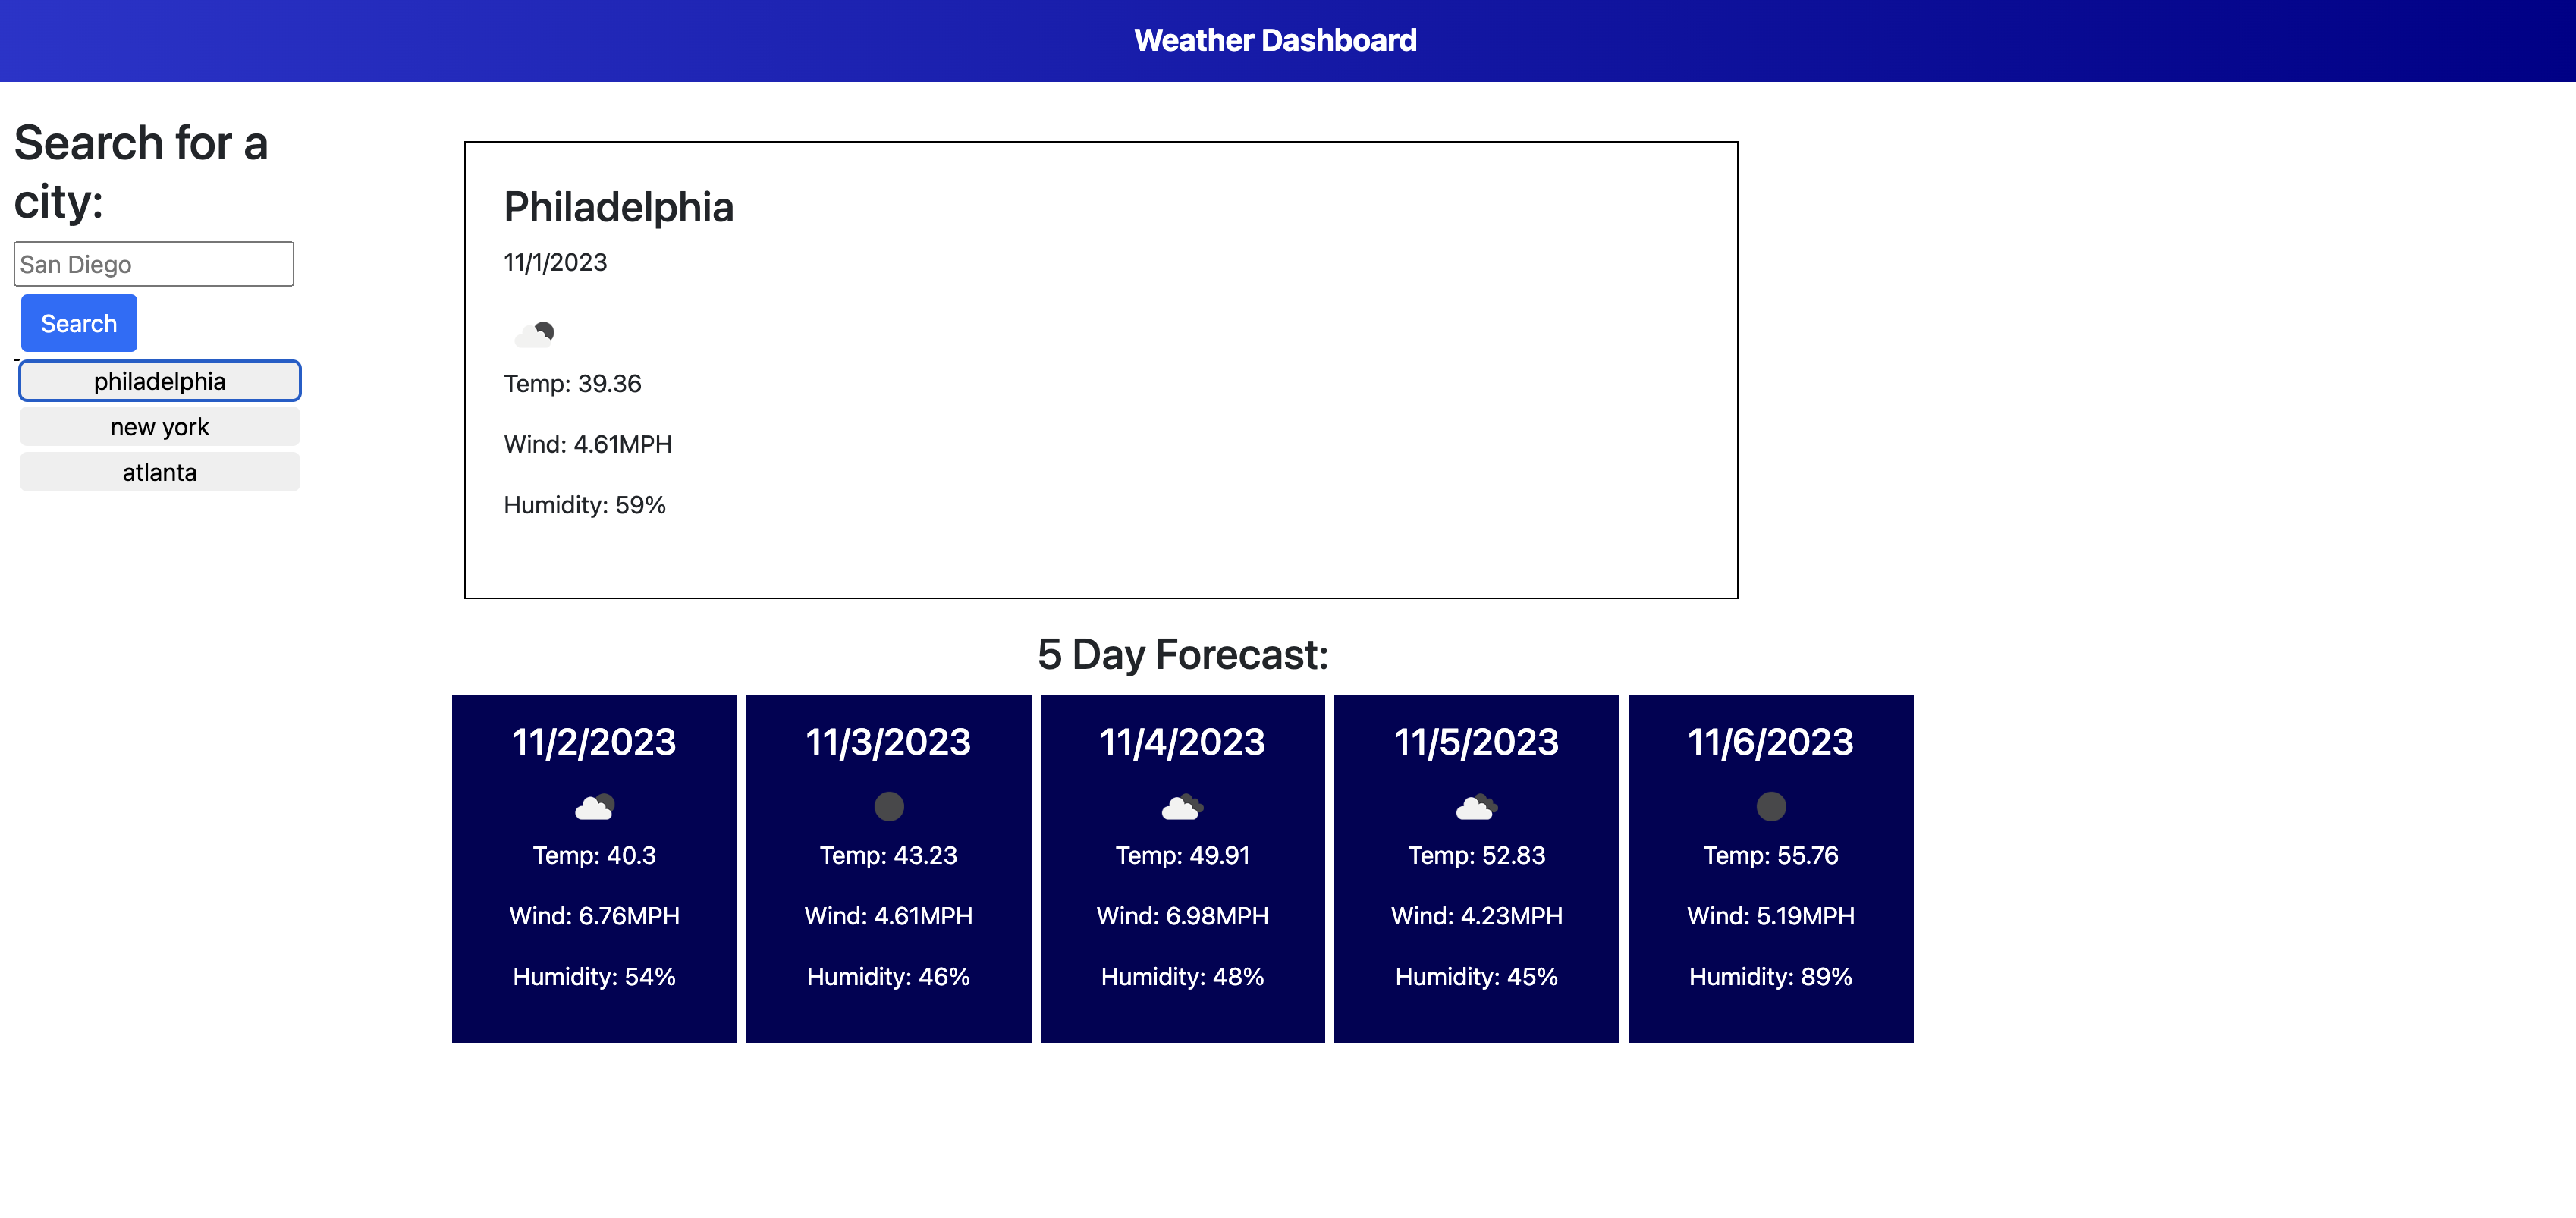 Weather Dashboard
Search for a
city:
San Diego
Search
philadelphia
new york
atlanta
Philadelphia
11/1/2023
Temp: 39.36
Wind: 4.61MPH
Humidity: 59%
5 Day Forecast:
11/2/2023
Temp: 40.3
Wind: 6.76MPH
Humidity: 54%
11/3/2023
Temp: 43.23
Wind: 4.61MPH
Humidity: 46%
11/4/2023
Temp: 49.91
Wind: 6.98MPH
Humidity: 48%
11/5/2023
Temp: 52.83
Wind: 4.23MPH
Humidity: 45%
11/6/2023
Temp: 55.76
Wind: 5.19MPH
Humidity: 89%